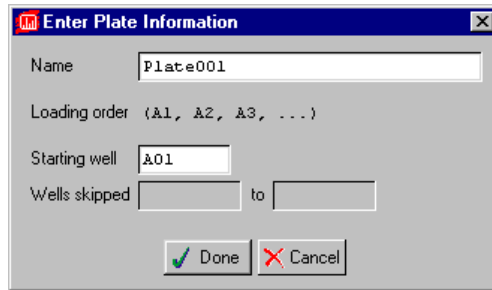 Enter Plate Information
Name Plate001
Loading order (A1, A2, A3, ...)
Starting well A01
Wells skipped to
Done Cancel